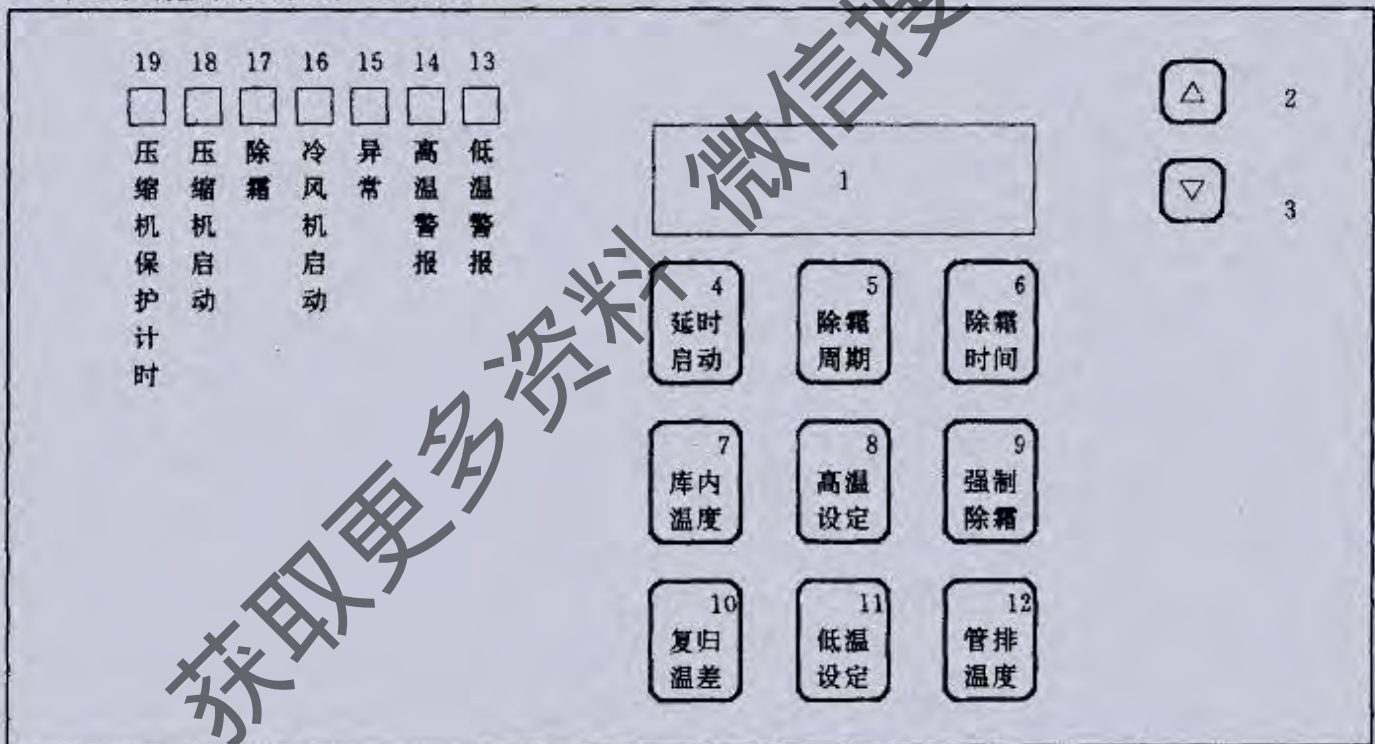 19 18 17 16 15 14 13
压缩机保护计时
压缩机启动
除霜
冷风机启动
异常
高温警报
低温警报
1
△ 2
▽ 3
4
延时
启动
5
除霜
周期
6
除霜
时间
7
库内
温度
8
高温
设定
9
强制
除霜
10
复归
温差
11
低温
设定
12
管排
温度
获取更多资料 微信搜